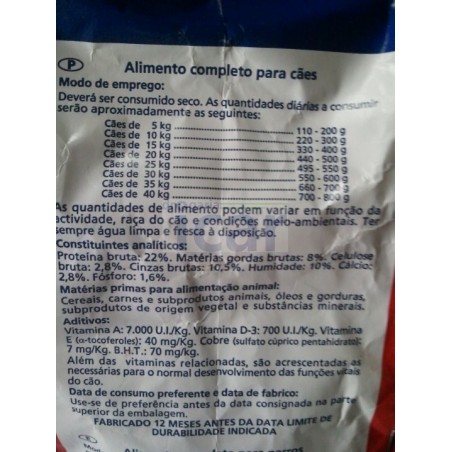 P Alimento completo para cães
Modo de emprego:
Deverá ser consumido seco. As quantidades diárias a consumir
serão aproximadamente as seguintes:
Cães de 5 kg 110 - 200 g
Cães de 10 kg 220 - 300 g
Cães de 15 kg 330 - 400 g
Cães de 20 kg 440 - 500 g
Cães de 25 kg 495 - 550 g
Cães de 30 kg 550 - 600 g
Cães de 35 kg 660 - 700 g
Cães de 40 kg 700 - 800 g
As quantidades de alimento podem variar em função da
actividade, raça do cão e condições meio-ambientais. Ter
sempre água limpa e fresca à disposição.
Constituintes analíticos:
Proteína bruta: 22%. Matérias gordas brutas: 8%. Celulose
bruta: 2,8%. Cinzas brutas: 10,5%. Humidade: 10%. Cálcio:
2,8%. Fósforo: 1,6%.
Matérias primas para alimentação animal:
Cereais, carnes e subprodutos animais, óleos e gorduras,
subprodutos de origem vegetal e substâncias minerais.
Aditivos:
Vitamina A: 7.000 U.I/Kg. Vitamina D-3: 700 U.I/Kg. Vitamina
E (α-tocoferoles): 40 mg/Kg. Cobre (sulfato cúprico pentahidrato):
7 mg/Kg. B.H.T.: 70 mg/kg.
Além das vitaminas relacionadas, são acrescentadas as
necessárias para o normal desenvolvimento das funções vitais
do cão.
Data de consumo preferente e data de fabrico:
Use-se de preferência antes da data consignada na parte
superior da embalagem.
FABRICADO 12 MESES ANTES DA DATA LIMITE DE
DURABILIDADE INDICADA